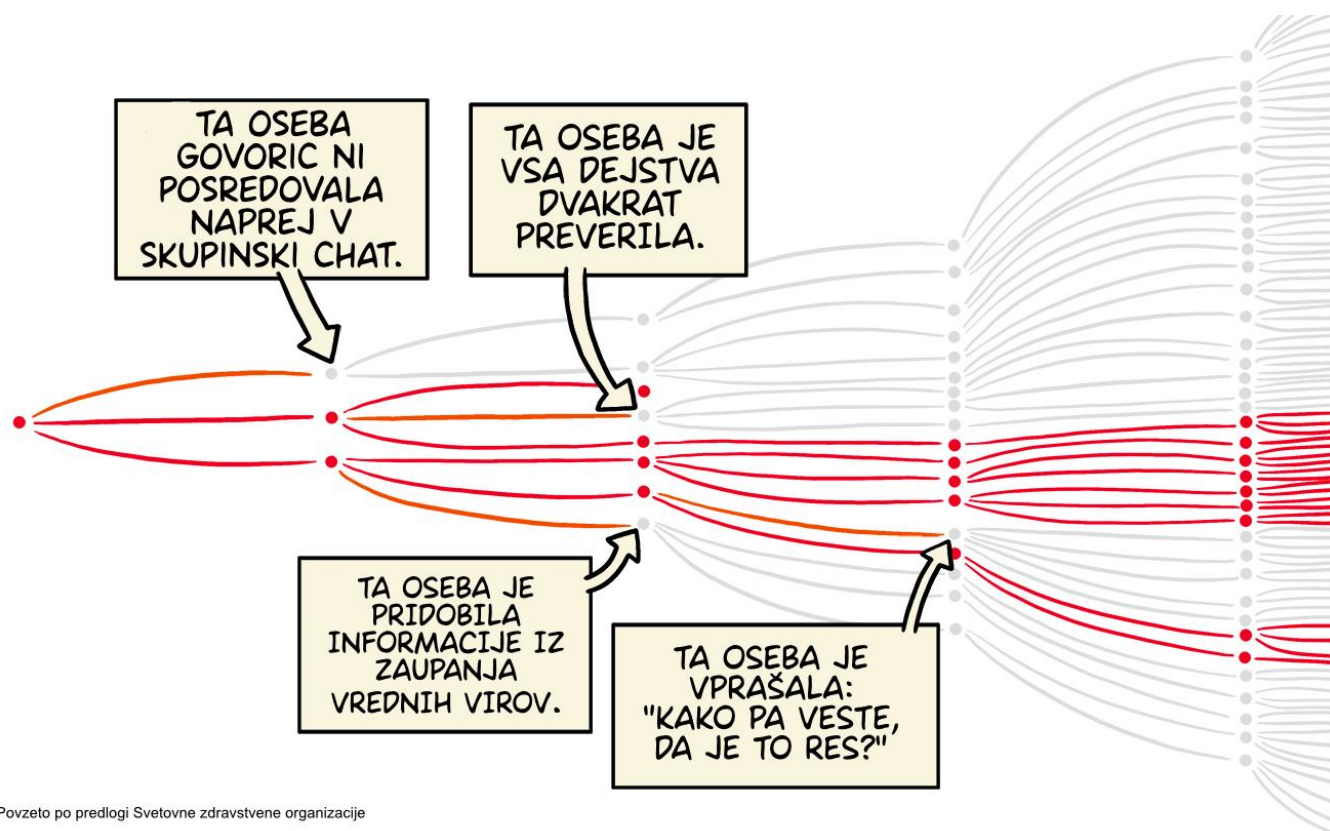 TA OSEBA
GOVORIC NI
POSREDOVALA
NAPREJ V
SKUPINSKI CHAT.
TA OSEBA JE
VSA DEJSTVA
DVAKRAT
PREVERILA.
TA OSEBA JE
PRIDOBILA
INFORMACIJE IZ
ZAUPANJA
VREDNIH VIROV.
TA OSEBA JE
VPRAŠALA:
"KAKO PA VESTE,
DA JE TO RES?"
Povzeto po predlogi Svetovne zdravstvene organizacije